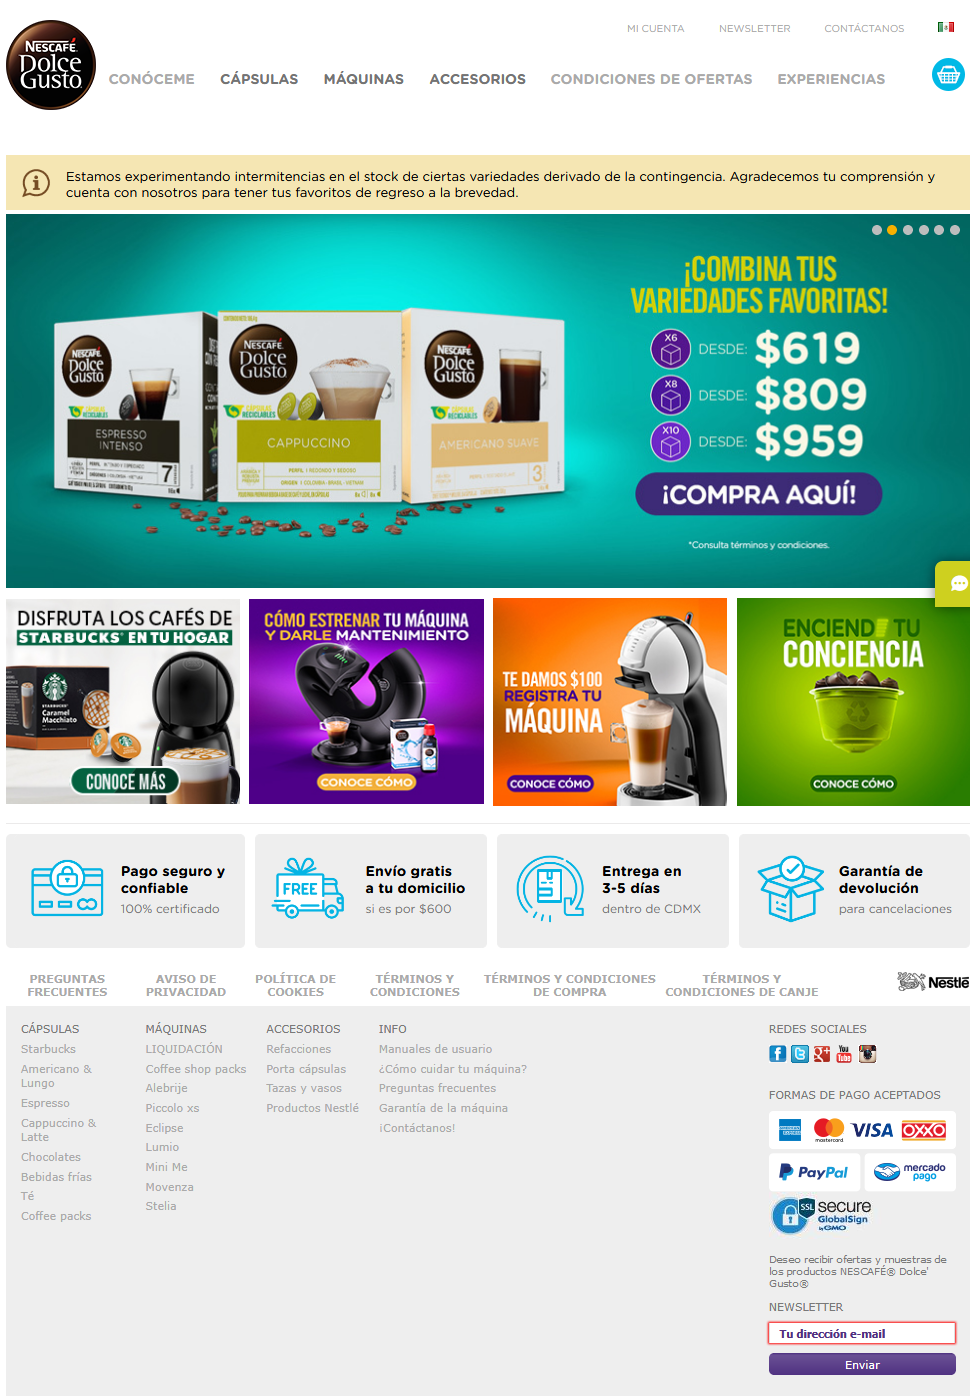 MI CUENTA NEWSLETTER CONTÁCTANOS
NESCAFÉ
Dolce
Gusto
CONÓCEME CÁPSULAS MÁQUINAS ACCESORIOS CONDICIONES DE OFERTAS EXPERIENCIAS
Estamos experimentando intermitencias en el stock de ciertas variedades derivado de la contingencia. Agradecemos tu comprensión y
cuenta con nosotros para tener tus favoritos de regreso a la brevedad.
¡COMBINA TUS
VARIEDADES FAVORITAS!
X6 DESDE: $619
X8 DESDE: $809
X10 DESDE: $959
¡COMPRA AQUÍ!
*Consulta términos y condiciones.
NESCAFÉ
Dolce
Gusto
ESPRESSO
INTENSO
7
NESCAFÉ
Dolce
Gusto
CÁPSULAS
RECICLABLES
CAPPUCCINO
NESCAFÉ
Dolce
Gusto
AMERICANO SUAVE
3
DISFRUTA LOS CAFÉS DE
STARBUCKS® EN TU HOGAR
STARBUCKS
Caramel
Macchiato
CONOCE MÁS
CÓMO ESTRENAR TU MÁQUINA
Y DARLE MANTENIMIENTO
CONOCE CÓMO
TE DAMOS $100
REGISTRA TU
MÁQUINA
CONOCE CÓMO
ENCIENDE TU
CONCIENCIA
CONOCE CÓMO
Pago seguro y
confiable
100% certificado
FREE
Envío gratis
a tu domicilio
si es por $600
Entrega en
3-5 días
dentro de CDMX
Garantía de
devolución
para cancelaciones
PREGUNTAS
FRECUENTES
AVISO DE
PRIVACIDAD
POLÍTICA DE
COOKIES
TÉRMINOS Y
CONDICIONES
TÉRMINOS Y CONDICIONES
DE COMPRA
TÉRMINOS Y
CONDICIONES DE CANJE
Nestlé
CÁPSULAS
Starbucks
Americano &
Lungo
Espresso
Cappuccino &
Latte
Chocolates
Bebidas frías
Té
Coffee packs
MÁQUINAS
LIQUIDACIÓN
Coffee shop packs
Alebrije
Piccolo xs
Eclipse
Lumio
Mini Me
Movenza
Stelia
ACCESORIOS
Refacciones
Porta cápsulas
Tazas y vasos
Productos Nestlé
INFO
Manuales de usuario
¿Cómo cuidar tu máquina?
Preguntas frecuentes
Garantía de la máquina
¡Contáctanos!
REDES SOCIALES
You
Tube
FORMAS DE PAGO ACEPTADOS
AMERICAN EXPRESS mastercard VISA OXXO
PayPal mercado
pago
SSL secure
GlobalSign
by GMO
Deseo recibir ofertas y muestras de
los productos NESCAFÉ® Dolce'
Gusto®
NEWSLETTER
Tu dirección e-mail
Enviar